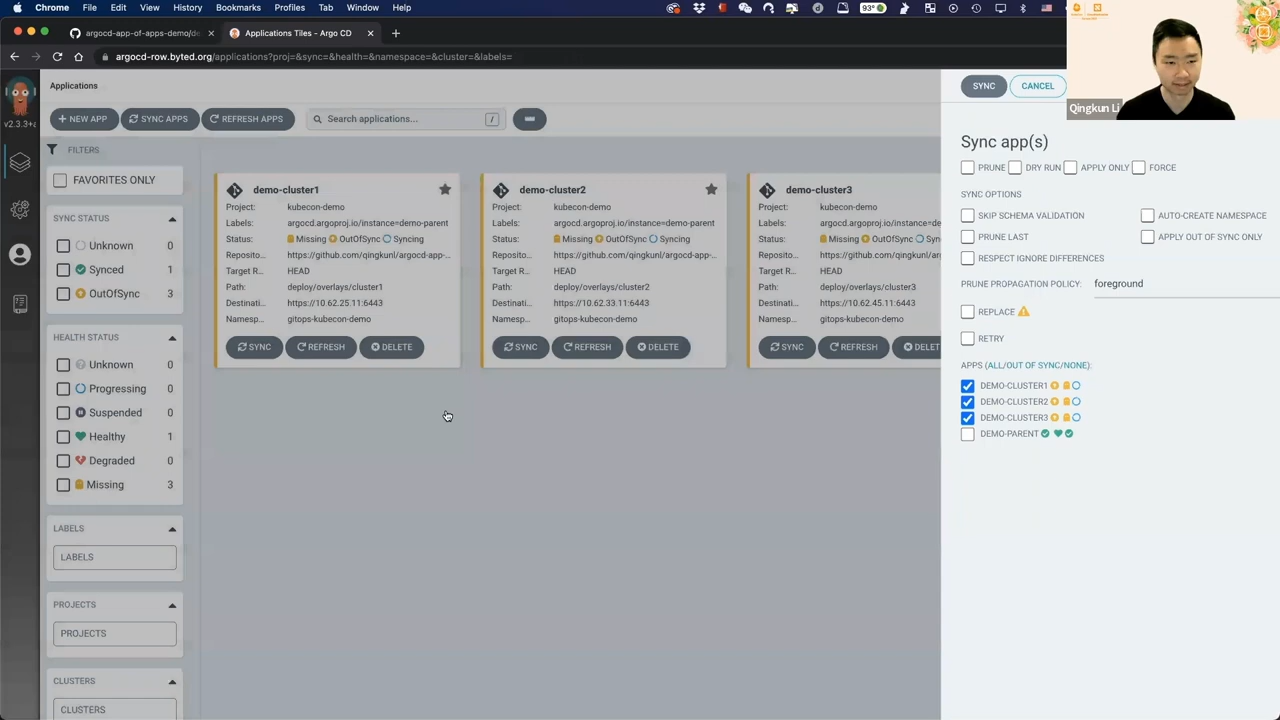 Chrome File Edit View History Bookmarks Profiles Tab Window Help 93%
argocd-app-of-apps-demo/de
Applications Tiles - Argo CD
argocd-row.byted.org/applications?proj=&sync=&health=&namespace=&cluster=&labels=
v2.3.3+
Applications
+ NEW APP
SYNC APPS
REFRESH APPS
Search applications...
/
FILTERS
FAVORITES ONLY
SYNC STATUS
Unknown 0
Synced 1
OutOfSync 3
HEALTH STATUS
Unknown 0
Progressing 0
Suspended 0
Healthy 1
Degraded 0
Missing 3
LABELS
LABELS
PROJECTS
PROJECTS
CLUSTERS
CLUSTERS
demo-cluster1
Project: kubecon-demo
Labels: argocd.argoproj.io/instance=demo-parent
Status: Missing OutOfSync Syncing
Reposito... https://github.com/qingkunl/argocd-app-...
Target R... HEAD
Path: deploy/overlays/cluster1
Destinati... https://10.62.25.11:6443
Namesp... gitops-kubecon-demo
SYNC REFRESH DELETE
demo-cluster2
Project: kubecon-demo
Labels: argocd.argoproj.io/instance=demo-parent
Status: Missing OutOfSync Syncing
Reposito... https://github.com/qingkunl/argocd-app-...
Target R... HEAD
Path: deploy/overlays/cluster2
Destinati... https://10.62.33.11:6443
Namesp... gitops-kubecon-demo
SYNC REFRESH DELETE
demo-cluster3
Project: kubecon-demo
Labels: argocd.argoproj.io/instanc
Status: Missing OutOfSync Syn
Reposito... https://github.com/qingku
Target R... HEAD
Path: deploy/overlays/cluster3
Destinati... https://10.62.45.11:6443
Namesp... gitops-kubecon-demo
SYNC REFRESH DELET
Qingkun Li
SYNC
CANCEL
Sync app(s)
PRUNE DRY RUN APPLY ONLY FORCE
SYNC OPTIONS
SKIP SCHEMA VALIDATION AUTO-CREATE NAMESPACE
PRUNE LAST APPLY OUT OF SYNC ONLY
RESPECT IGNORE DIFFERENCES
PRUNE PROPAGATION POLICY: foreground
REPLACE
RETRY
APPS (ALL/OUT OF SYNC/NONE):
DEMO-CLUSTER1
DEMO-CLUSTER2
DEMO-CLUSTER3
DEMO-PARENT